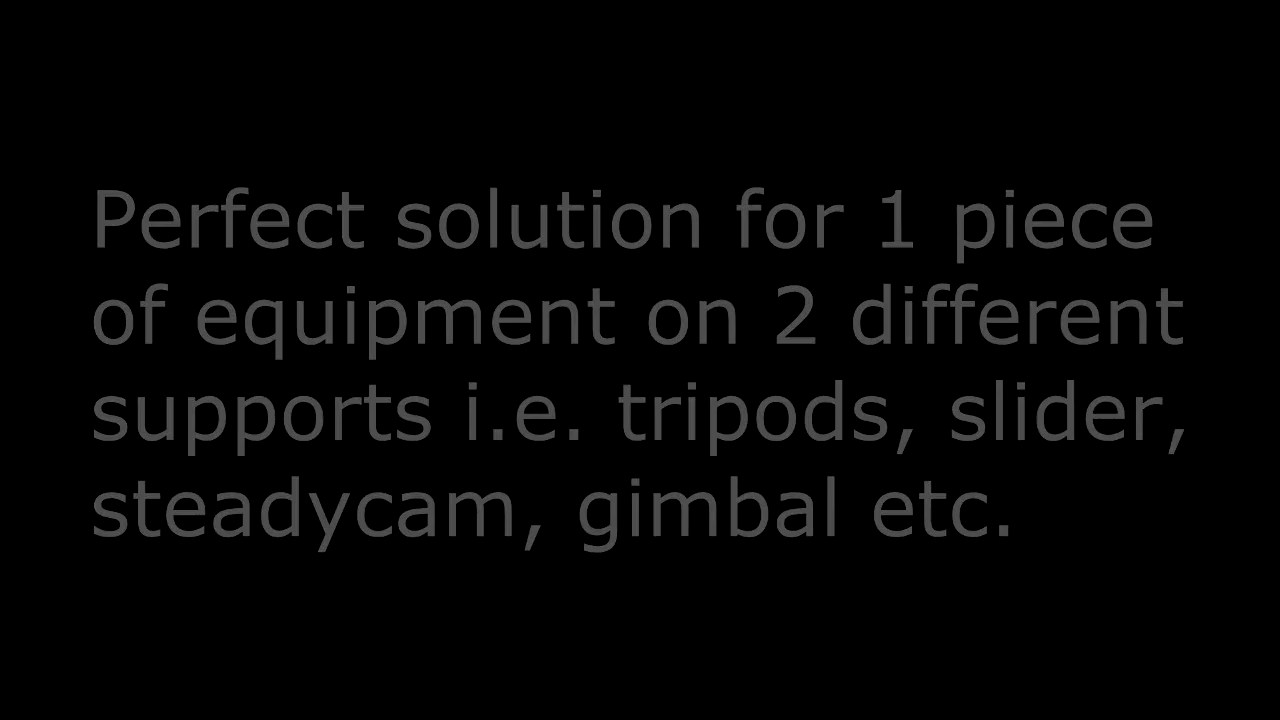 Perfect solution for 1 piece
of equipment on 2 different
supports i.e. tripods, slider,
steadycam, gimbal etc.